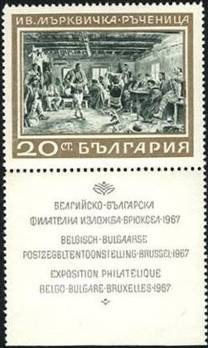 ИВ. МЪРКВИЧКА · РЪЧЕНИЦА
20 СТ. БЪЛГАРИЯ
БЕЛГИЙСКО-БЪЛГАРСКА
ФИЛАТЕЛНА ИЗЛОЖБА-БРЮКСЕЛ·1967
BELGISCH-BULGAARSE
POSTZEGELTENTOONSTELLING-BRUSSEL·1967
EXPOSITION PHILATELIQUE
BELGO-BULGARE-BRUXELLES·1967